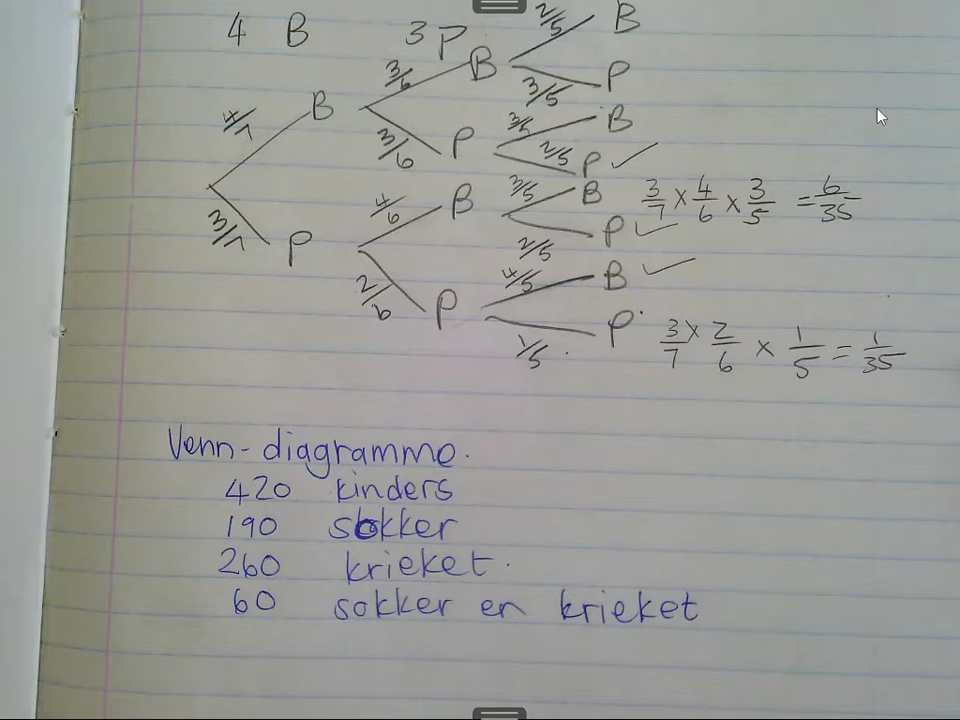 4 B 3 P
2/5 B
3/6 B
3/5 P
4/7 B
3/5 B
3/6 P
2/5 P
4/6 B
3/5 B 3/7 × 4/6 × 3/5 = 6/35
3/7 P
2/5 P
4/5 B
2/6 P
1/5 P 3/7 × 2/6 × 1/5 = 1/35
Venn-diagramme.
420 kinders
190 sokker
260 krieket.
60 sokker en krieket